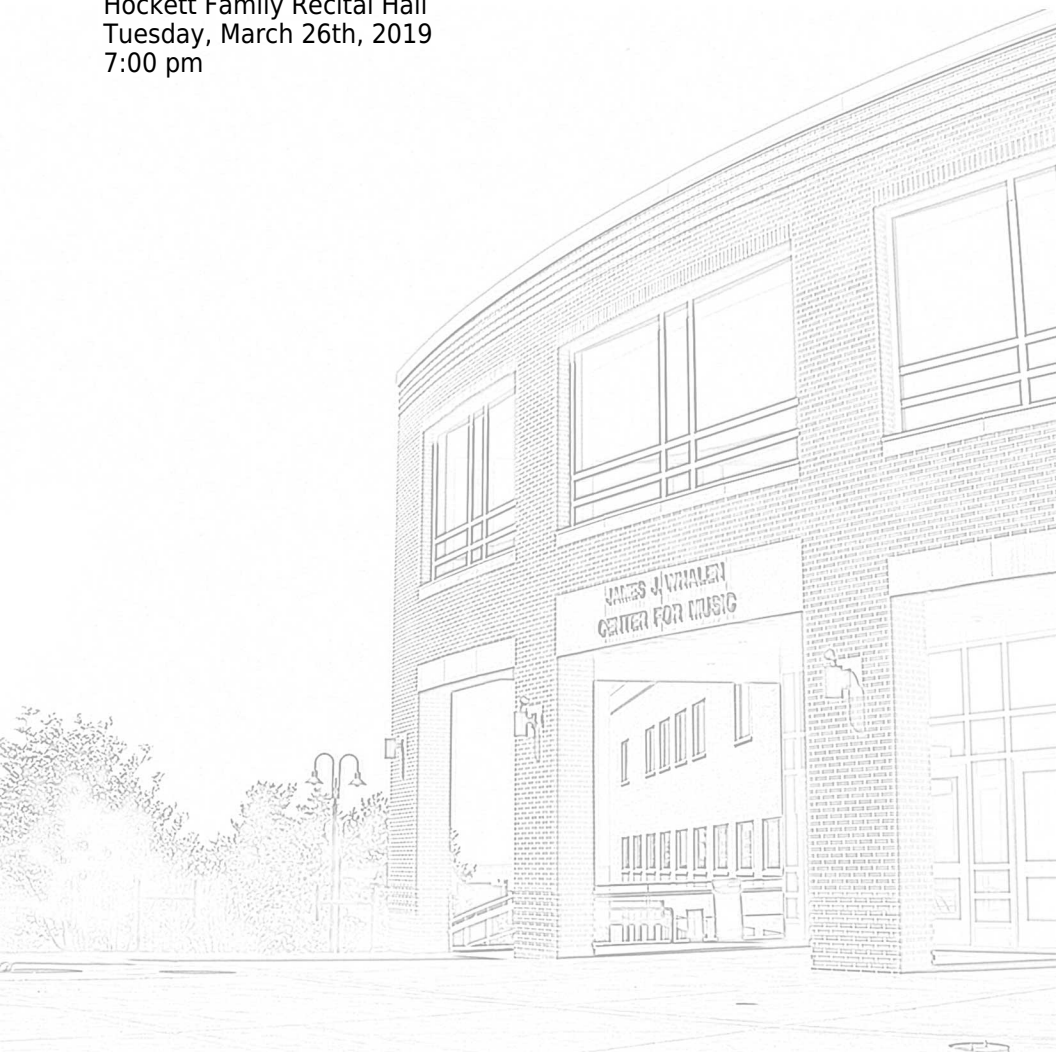 Hockett Family Recital Hall
Tuesday, March 26th, 2019
7:00 pm
JAMES J. WHALEN
CENTER FOR MUSIC